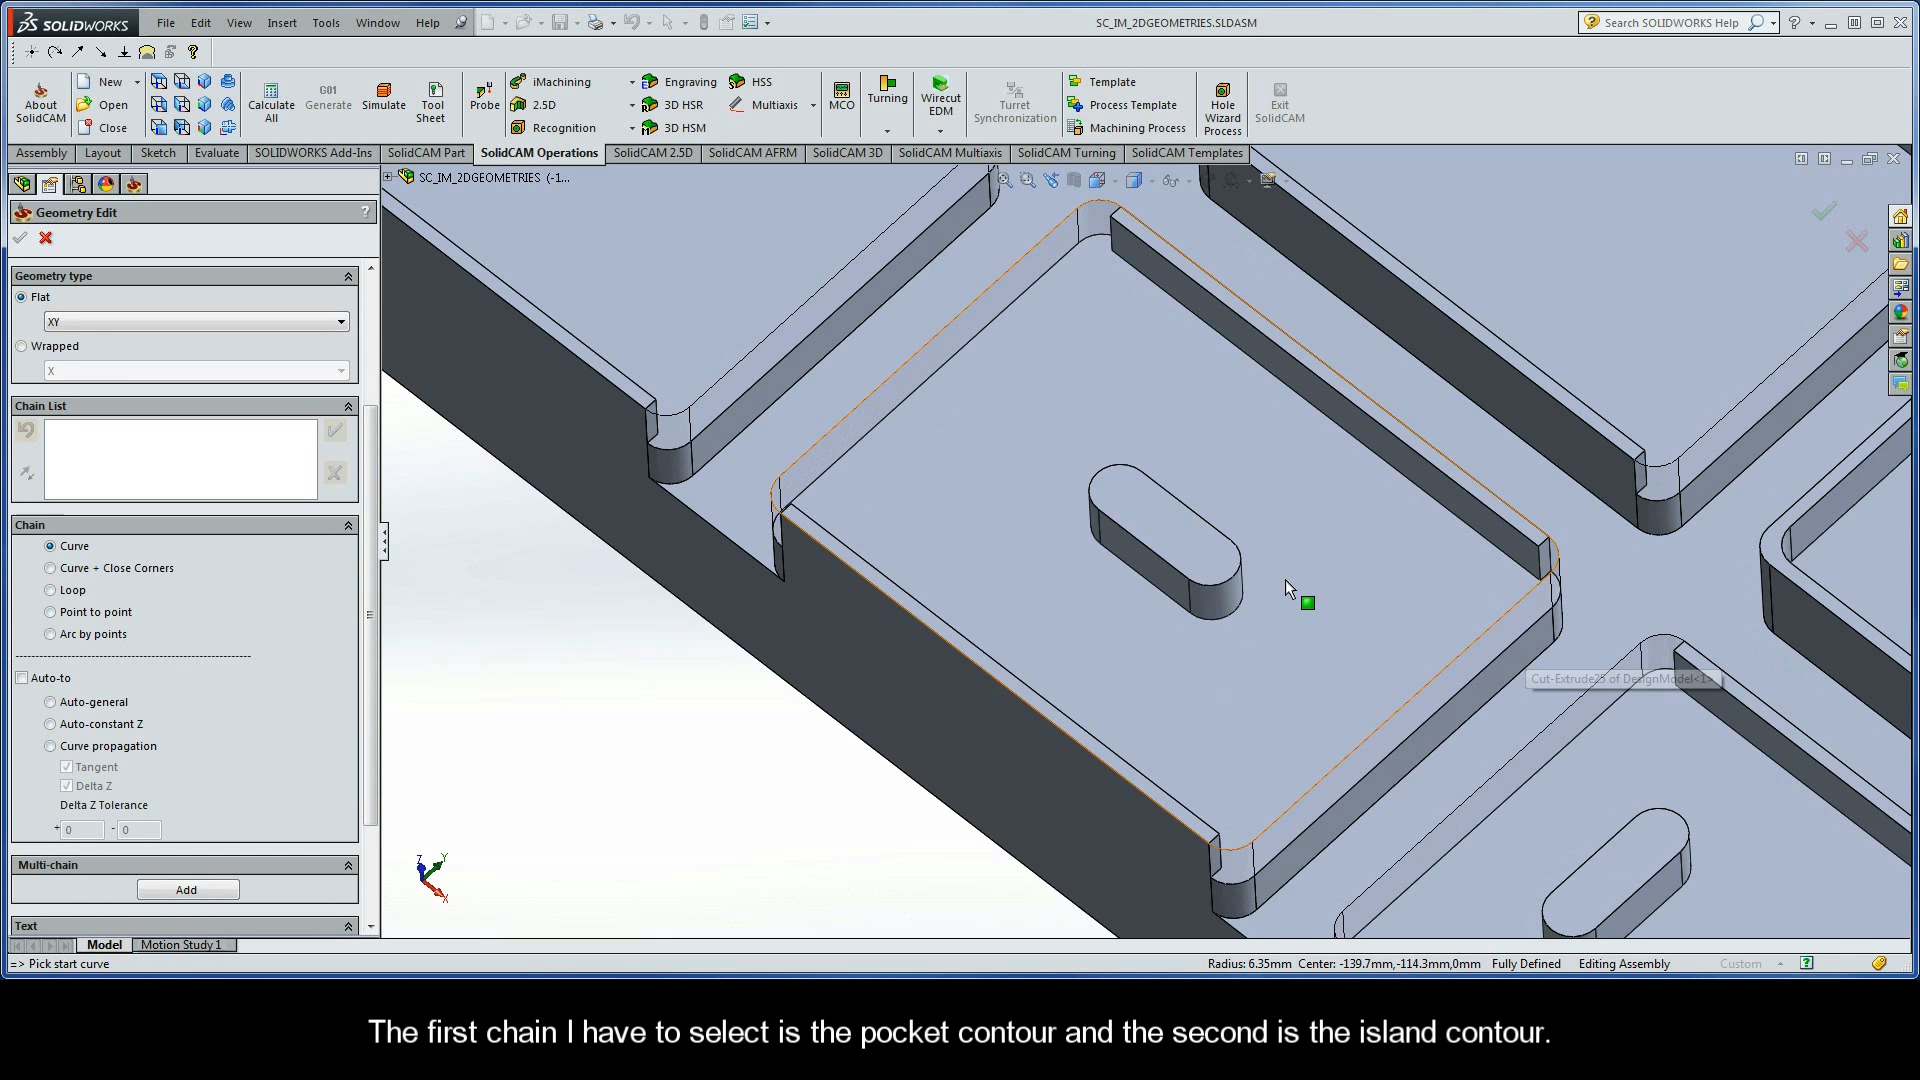 SOLIDWORKS File Edit View Insert Tools Window Help SC_IM_2DGEOMETRIES.SLDASM Search SOLIDWORKS Help
New iMachining Engraving HSS Template
About SolidCAM Open Calculate All G01 Generate Simulate Tool Sheet Probe 2.5D 3D HSR Multiaxis MCO Turning Wirecut EDM Turret Synchronization Process Template Hole Wizard Process Exit SolidCAM
Close Recognition 3D HSM Machining Process
Assembly Layout Sketch Evaluate SOLIDWORKS Add-Ins SolidCAM Part SolidCAM Operations SolidCAM 2.5D SolidCAM AFRM SolidCAM 3D SolidCAM Multiaxis SolidCAM Turning SolidCAM Templates
SC_IM_2DGEOMETRIES (-1...
Geometry Edit ?
Geometry type
Flat
XY
Wrapped
X
Chain List
Chain
Curve
Curve + Close Corners
Loop
Point to point
Arc by points
Auto-to
Cut-Extrude25 of DesignModel<1>
Auto-general
Auto-constant Z
Curve propagation
Tangent
Delta Z
Delta Z Tolerance
+ 0 - 0
Multi-chain
Add
Text
Z Y X
Model Motion Study 1
=> Pick start curve Radius: 6.35mm Center: -139.7mm,-114.3mm,0mm Fully Defined Editing Assembly Custom
The first chain I have to select is the pocket contour and the second is the island contour.